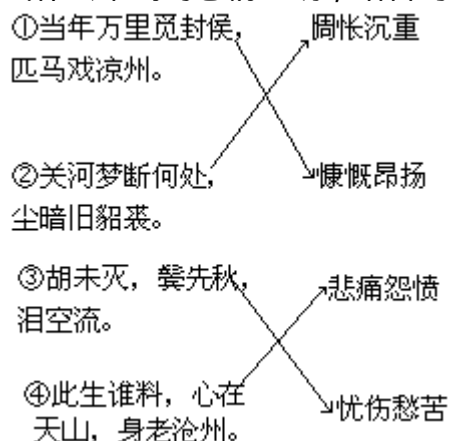 ①当年万里觅封侯，
惆怅沉重
匹马戏凉州。
②关河梦断何处，
慷慨昂扬
尘暗旧貂裘。
③胡未灭，鬓先秋，
悲痛怨愤
泪空流。
④此生谁料，心在
忧伤愁苦
天山，身老沧州。